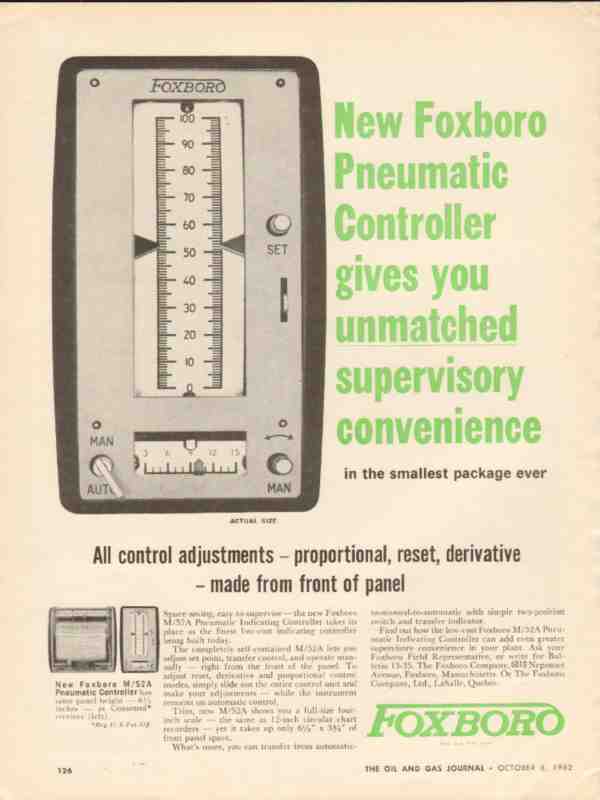 FOXBORO
100
90
80
70
60
50
40
30
20
10
0
SET
MAN
AUTO
3 6 9 12 15
MAN
ACTUAL SIZE
New Foxboro
Pneumatic
Controller
gives you
unmatched
supervisory
convenience
in the smallest package ever
All control adjustments – proportional, reset, derivative
– made from front of panel
New Foxboro M/52A
Pneumatic Controller has
same panel height —
inches — as Consotrol*
receiver (left).
*Reg. U. S. Pat. Off.
Space-saving, easy-to-supervise — the new Foxboro
M/52A Pneumatic Indicating Controller takes its
place as the finest low-cost indicating controller
being built today.
The completely self-contained M/52A lets you
adjust set point, transfer control, and operate man-
ually — right from the front of the panel. To
adjust reset, derivative and proportional control
modes, simply slide out the entire control unit and
make your adjustments — while the instrument
remains on automatic control.
Trim, new M/52A shows you a full-size four-
inch scale — the same as 12-inch circular chart
recorders — yet it takes up only
front panel space.
What's more, you can transfer from automatic-
to-manual-to-automatic with simple two-position
switch and transfer indicator.
Find out how the low-cost Foxboro M/52A Pneu-
matic Indicating Controller can add even greater
supervisory convenience in your plant. Ask your
Foxboro Field Representative, or write for Bul-
letin 13-35. The Foxboro Company, Neponset
Avenue, Foxboro, Massachusetts. Or The Foxboro
Company, Ltd., LaSalle, Quebec.
FOXBORO
126
THE OIL AND GAS JOURNAL • OCTOBER 8, 1962